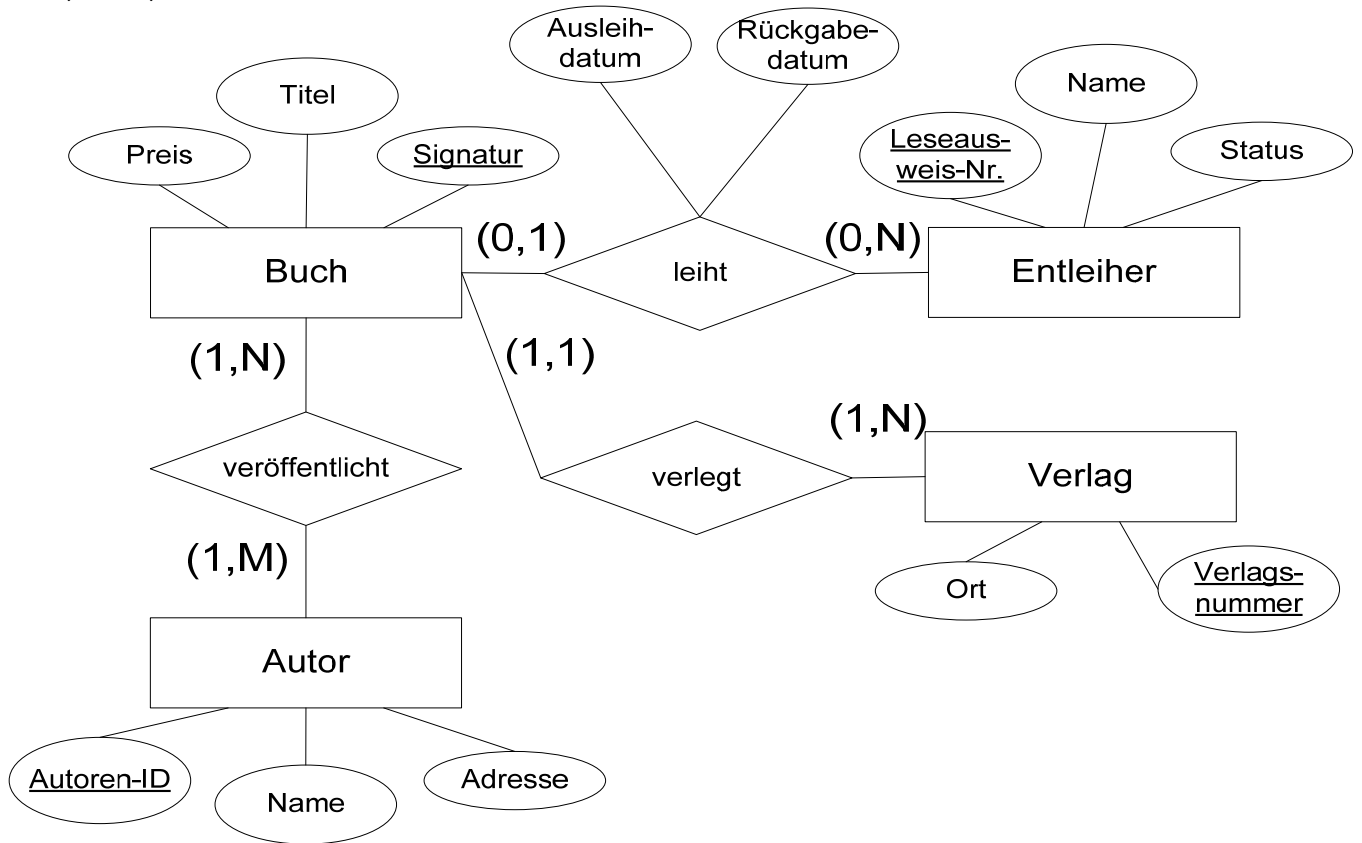 Ausleih-
datum
Rückgabe-
datum
Titel
Name
Preis
Signatur
Leseaus-
weis-Nr.
Status
Buch
(0,1)
leiht
(0,N)
Entleiher
(1,N)
(1,1)
veröffentlicht
verlegt
(1,N)
Verlag
(1,M)
Ort
Verlags-
nummer
Autor
Autoren-ID
Name
Adresse